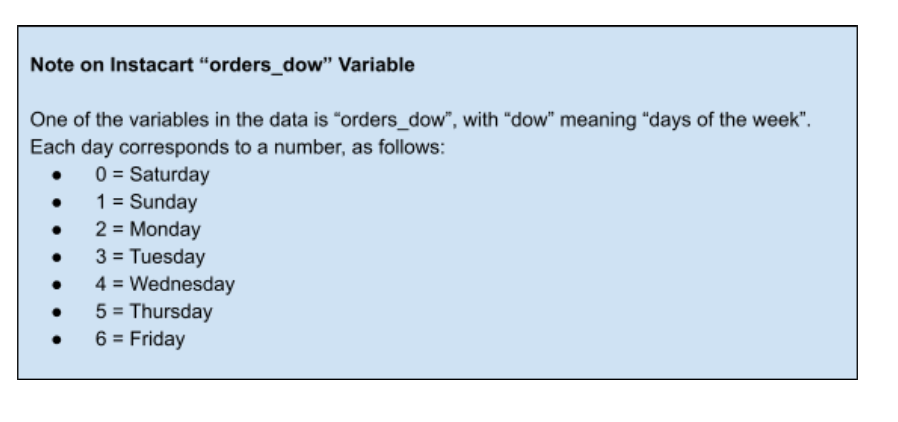 Note on Instacart “orders_dow” Variable
One of the variables in the data is “orders_dow”, with “dow” meaning “days of the week”.
Each day corresponds to a number, as follows:
● 0 = Saturday
● 1 = Sunday
● 2 = Monday
● 3 = Tuesday
● 4 = Wednesday
● 5 = Thursday
● 6 = Friday